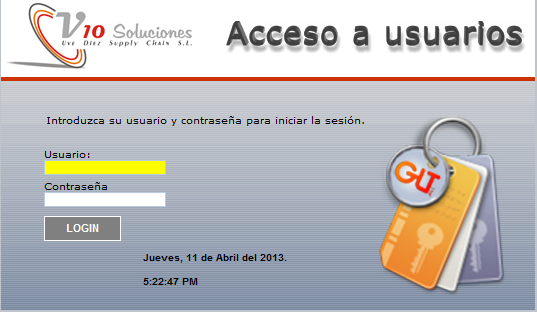 V10 Soluciones
Uve Diez Supply Chain S.L.
Acceso a usuarios
Introduzca su usuario y contraseña para iniciar la sesión.
Usuario:
Contraseña
LOGIN
GLT
Jueves, 11 de Abril del 2013.
5:22:47 PM